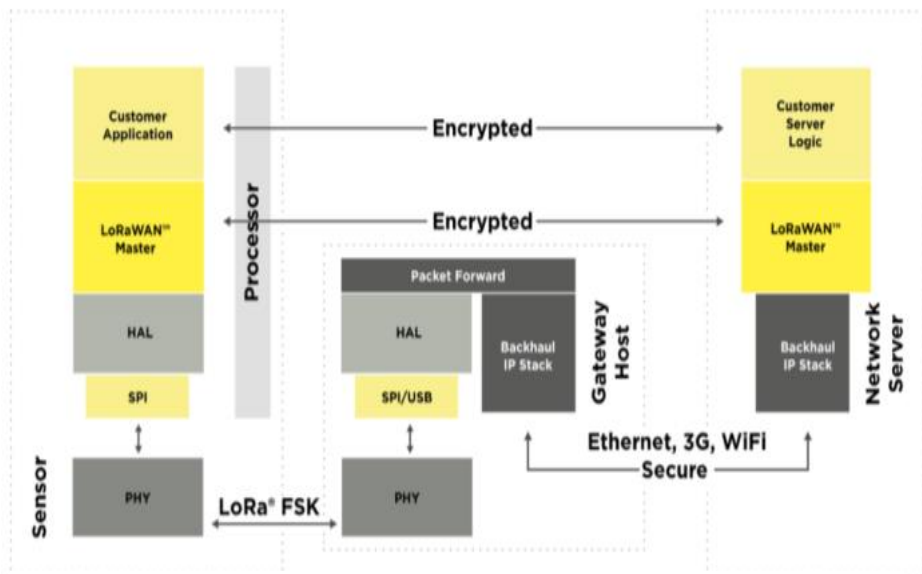 Customer
Application
LoRaWAN™
Master
HAL
SPI
PHY
Sensor
Processor
Encrypted
Encrypted
LoRa® FSK
Packet Forward
HAL
SPI/USB
PHY
Backhaul
IP Stack
Gateway
Host
Ethernet, 3G, WiFi
Secure
Customer
Server
Logic
LoRaWAN™
Master
Backhaul
IP Stack
Network
Server